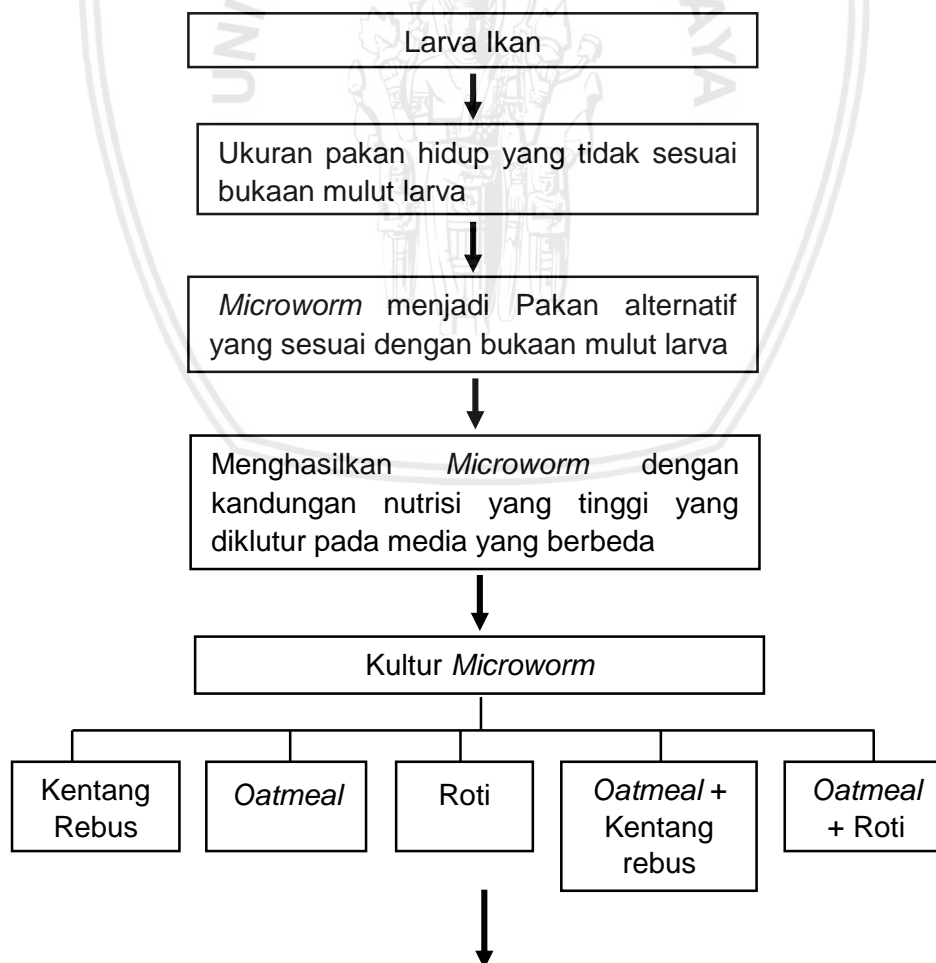 Larva Ikan
Ukuran pakan hidup yang tidak sesuai
bukaan mulut larva
Microworm menjadi Pakan alternatif
yang sesuai dengan bukaan mulut larva
Menghasilkan Microworm dengan
kandungan nutrisi yang tinggi yang
diklutur pada media yang berbeda
Kultur Microworm
Kentang
Rebus
Oatmeal
Roti
Oatmeal +
Kentang
rebus
Oatmeal
+ Roti
UN
AYA